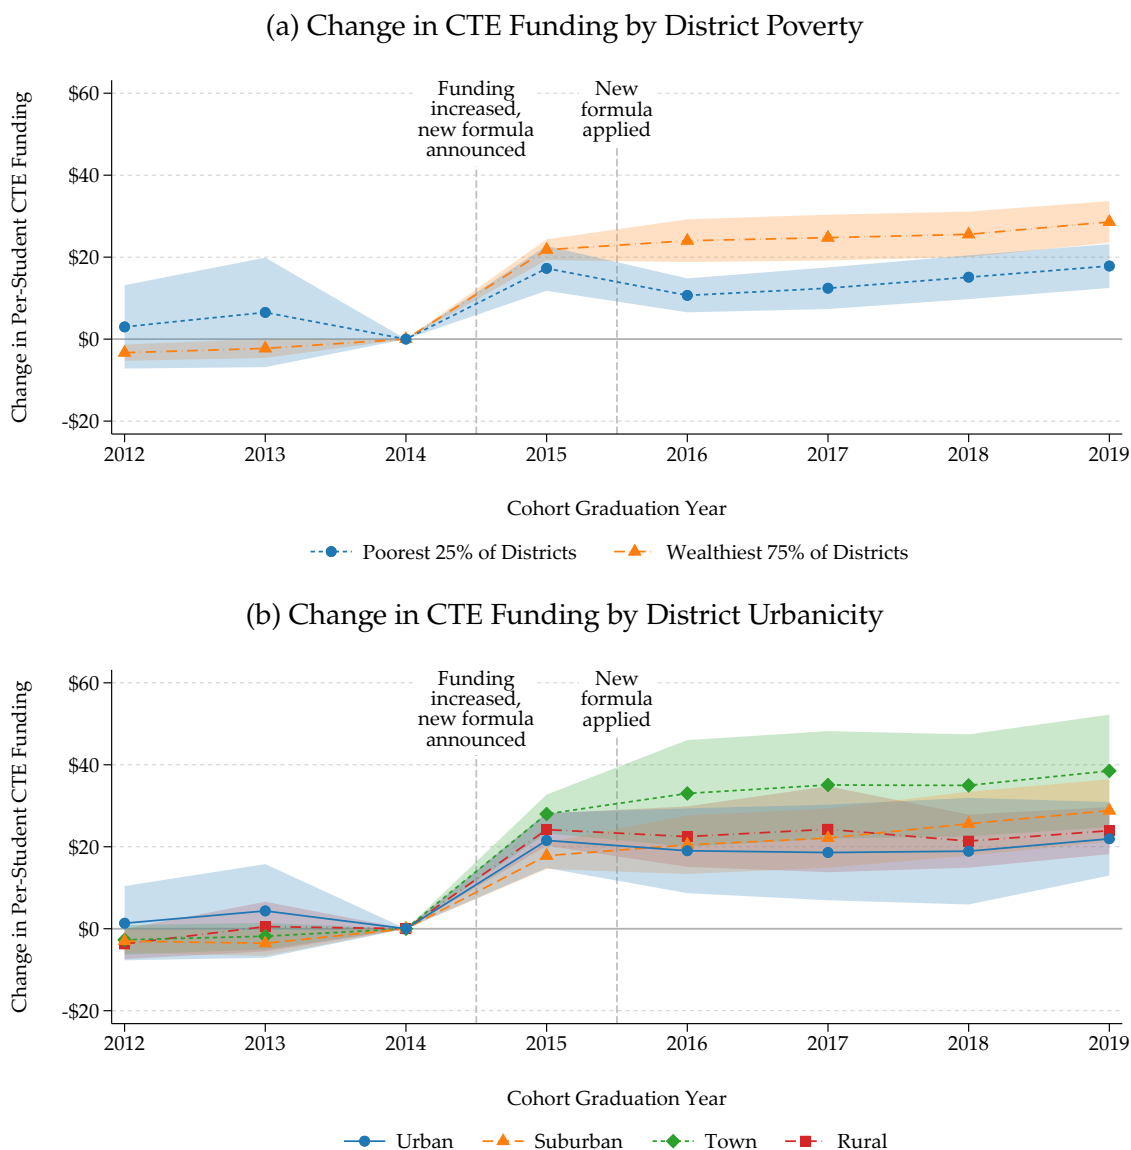 (a) Change in CTE Funding by District Poverty
Change in Per-Student CTE Funding
$60
$40
$20
$0
-$20
Funding
increased,
new formula
announced
New
formula
applied
2012 2013 2014 2015 2016 2017 2018 2019
Cohort Graduation Year
Poorest 25% of Districts Wealthiest 75% of Districts
(b) Change in CTE Funding by District Urbanicity
Change in Per-Student CTE Funding
$60
$40
$20
$0
-$20
Funding
increased,
new formula
announced
New
formula
applied
2012 2013 2014 2015 2016 2017 2018 2019
Cohort Graduation Year
Urban Suburban Town Rural